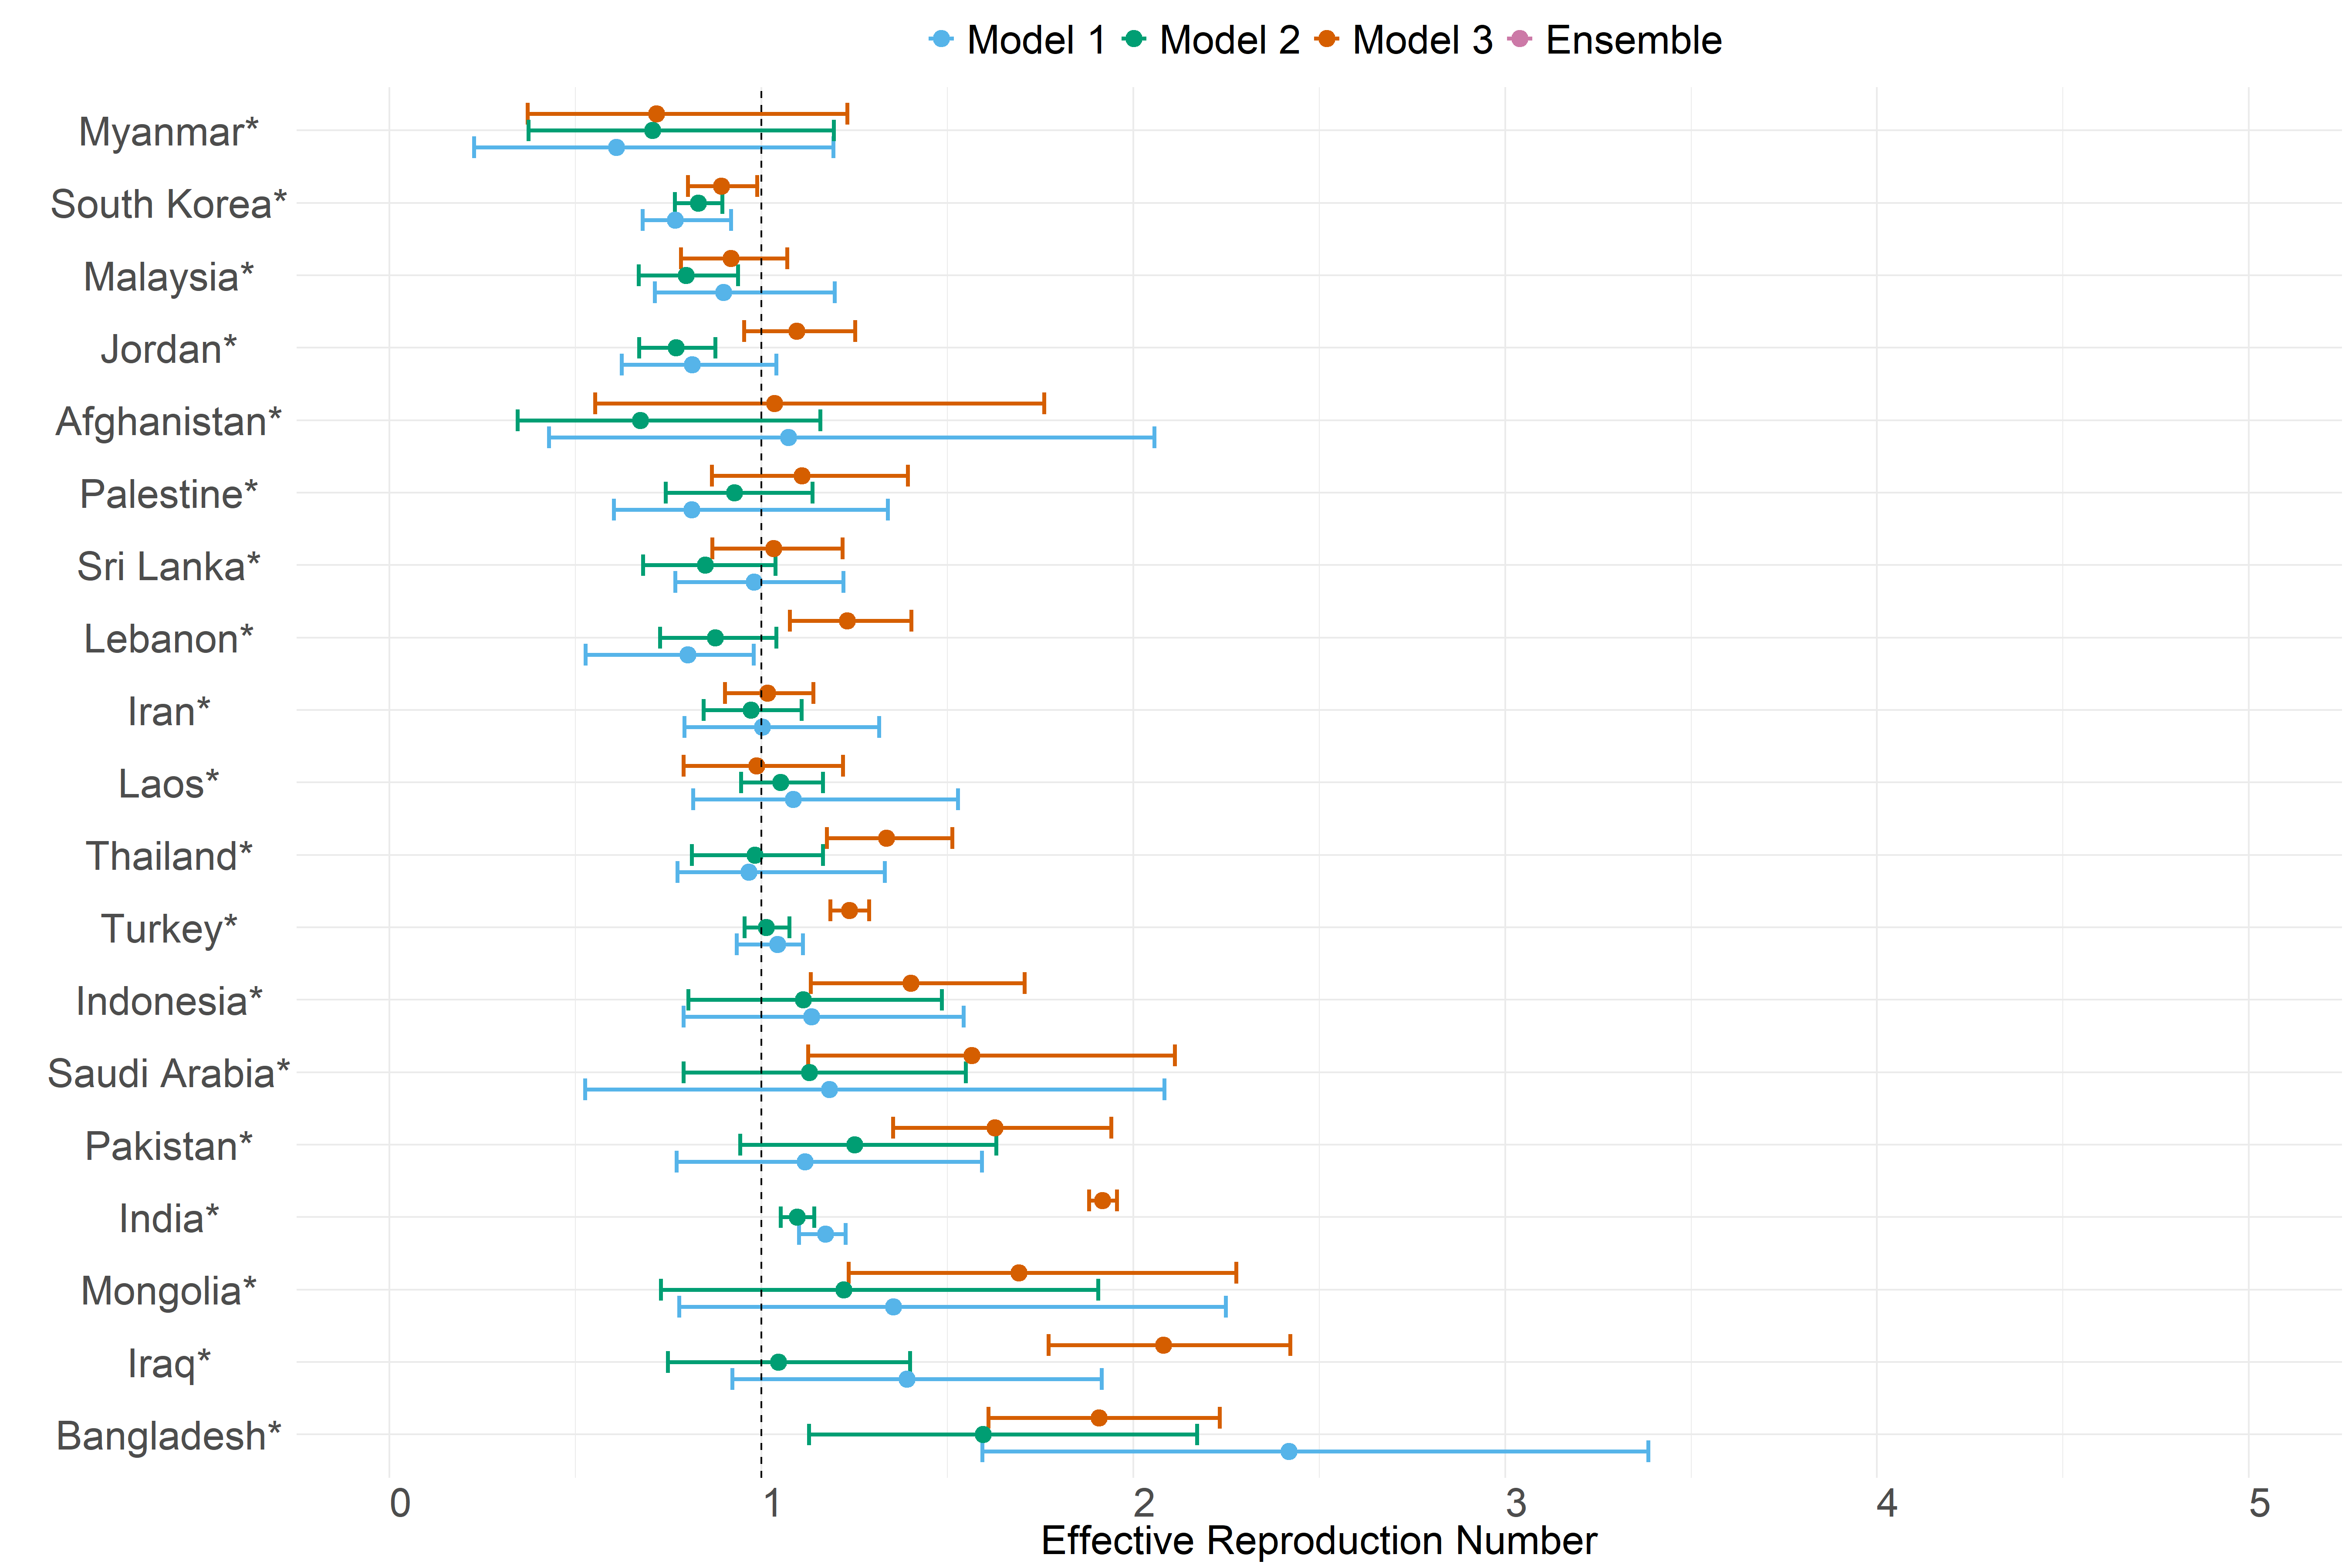 Model 1 Model 2 Model 3 Ensemble
Myanmar*
South Korea*
Malaysia*
Jordan*
Afghanistan*
Palestine*
Sri Lanka*
Lebanon*
Iran*
Laos*
Thailand*
Turkey*
Indonesia*
Saudi Arabia*
Pakistan*
India*
Mongolia*
Iraq*
Bangladesh*
0 1 2 3 4 5
Effective Reproduction Number